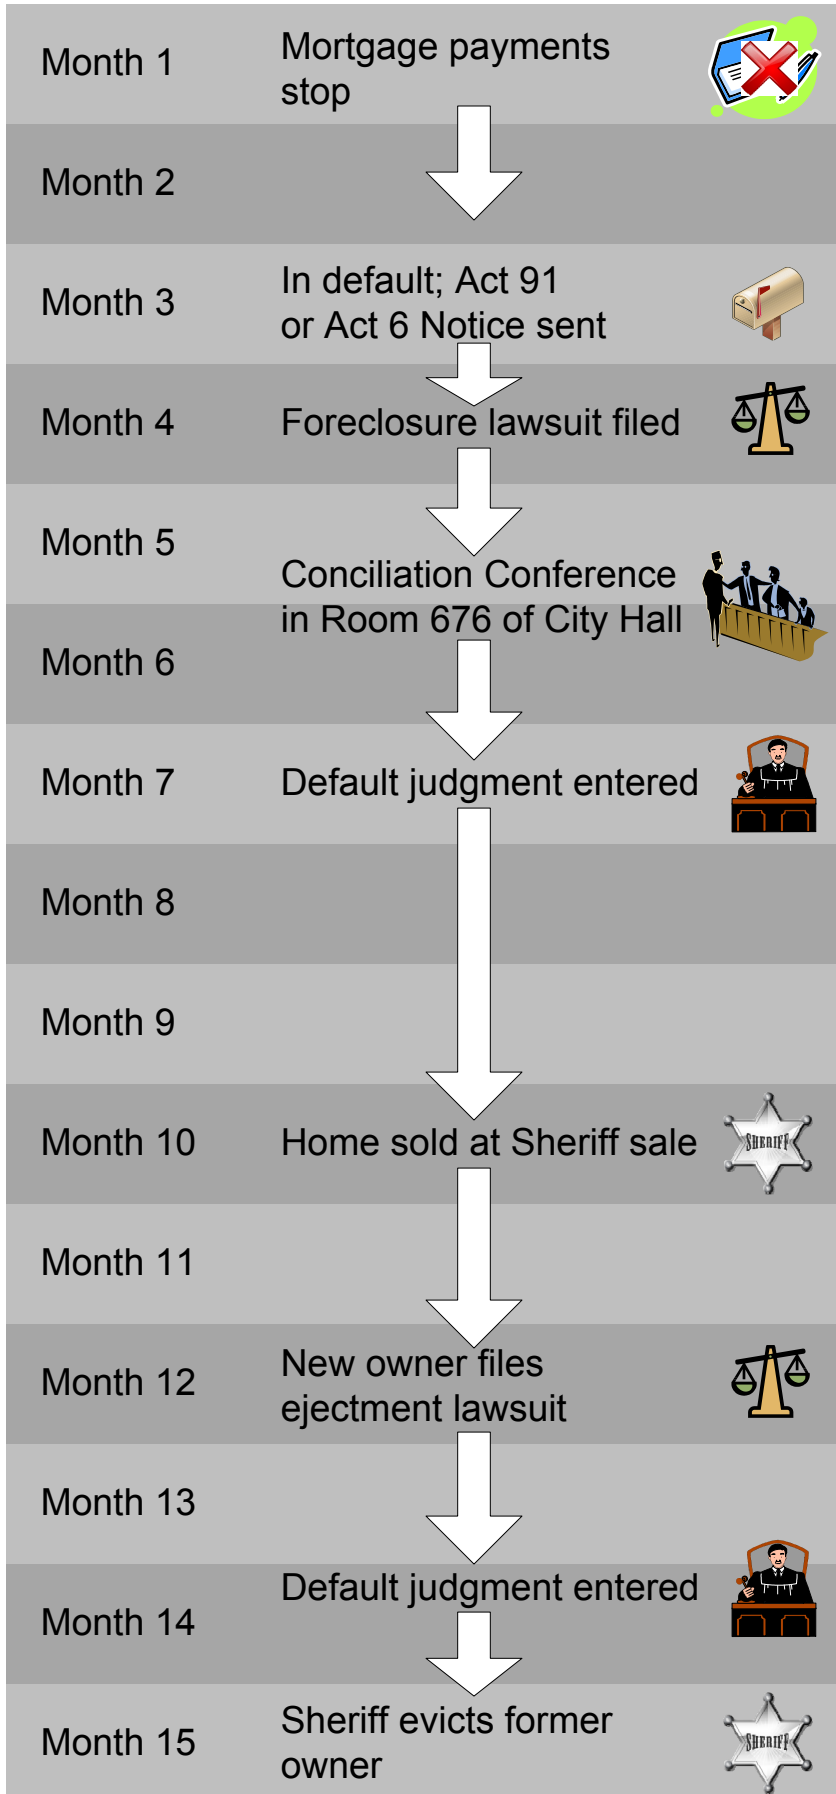 Month 1
Mortgage payments
stop
Month 2
Month 3
In default; Act 91
or Act 6 Notice sent
Month 4
Foreclosure lawsuit filed
Month 5
Conciliation Conference
in Room 676 of City Hall
Month 6
Month 7
Default judgment entered
Month 8
Month 9
Month 10
Home sold at Sheriff sale
SHERIFF
Month 11
Month 12
New owner files
ejectment lawsuit
Month 13
Default judgment entered
Month 14
Month 15
Sheriff evicts former
owner
SHERIFF